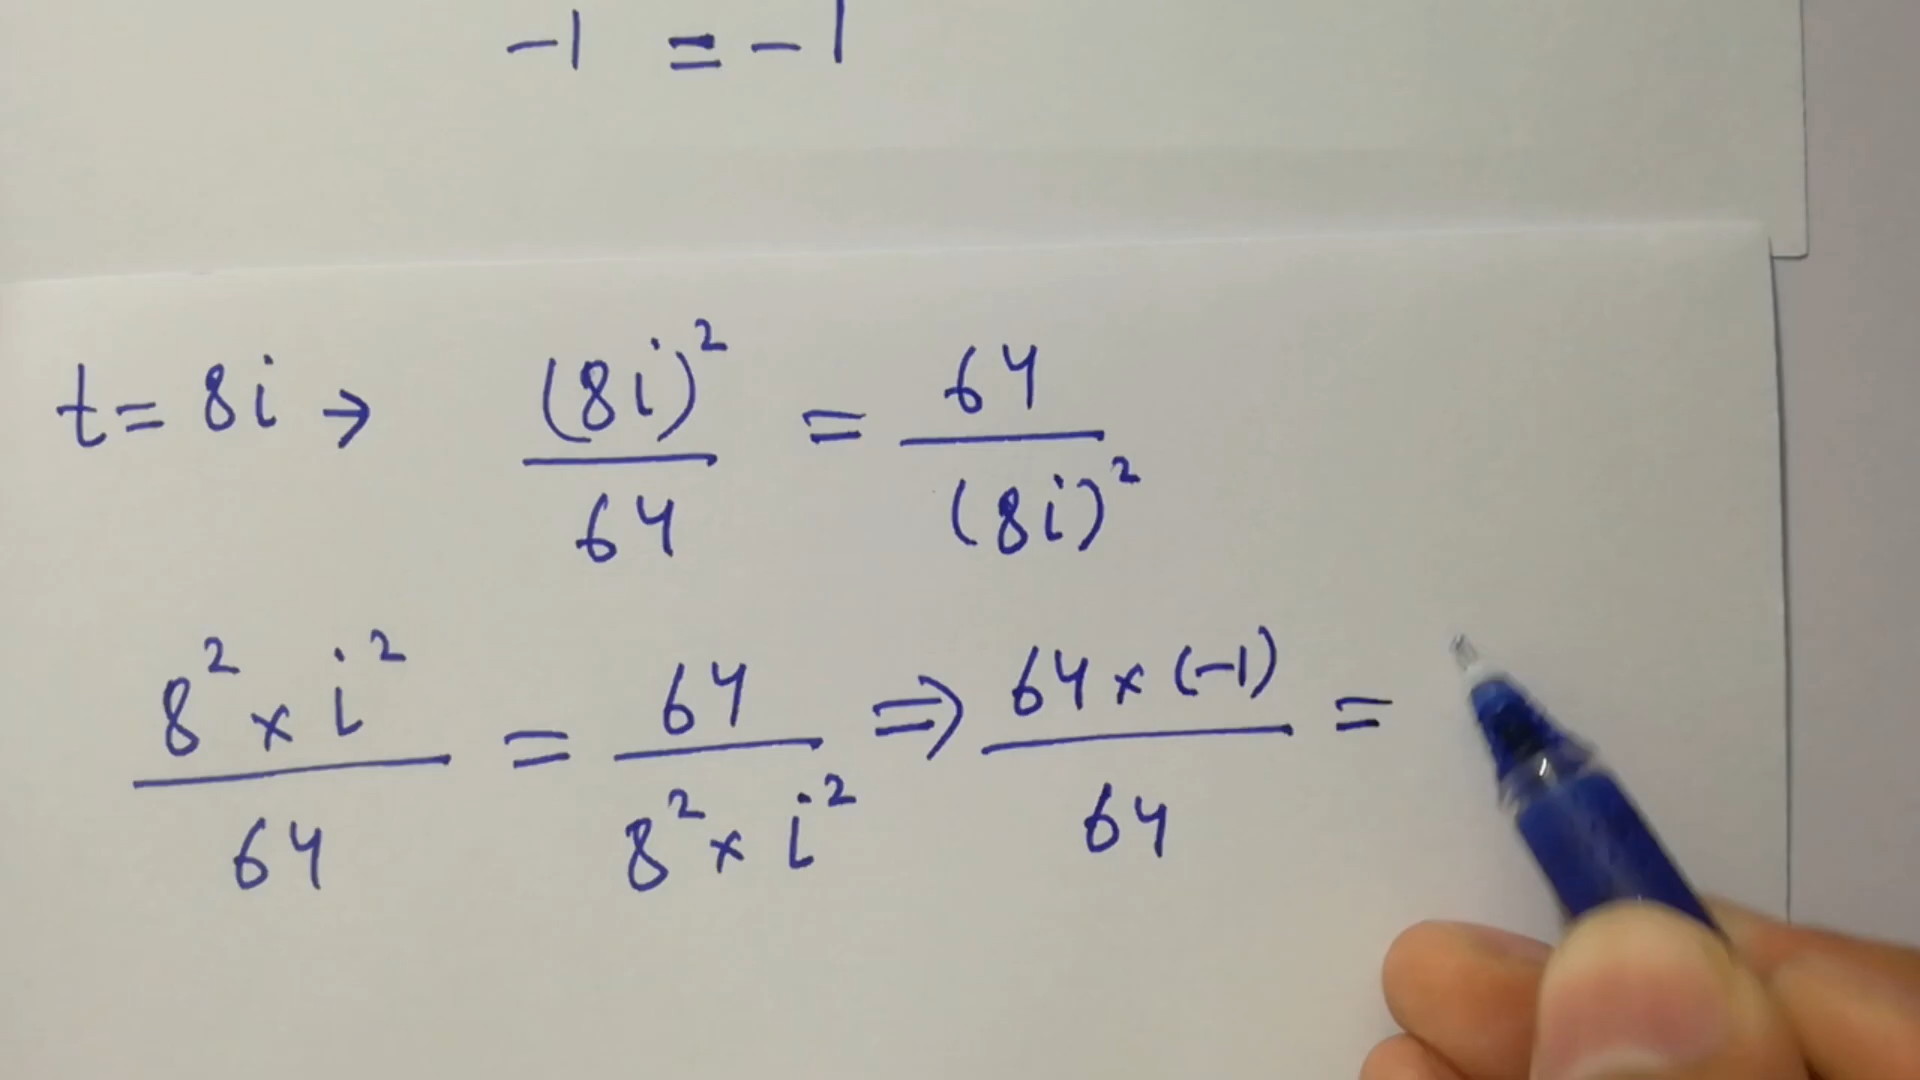 -1 = -1
t = 8i → (8i)²/64 = 64/(8i)²
8² × i²/64 = 64/8² × i² ⇒ 64 × (-1)/64 =